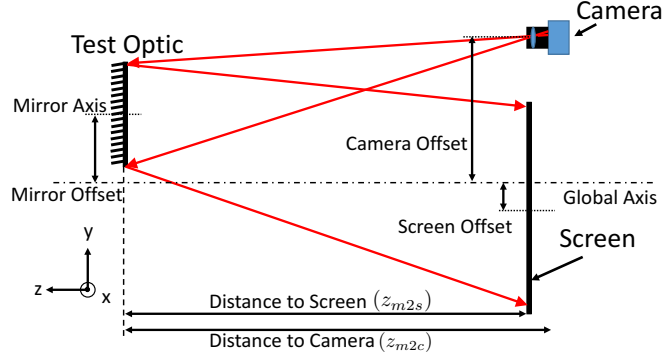 Camera
Test Optic
Mirror Axis
Camera Offset
Mirror Offset
Global Axis
Screen Offset
y
Screen
z
x
Distance to Screen (z_{m2s})
Distance to Camera (z_{m2c})